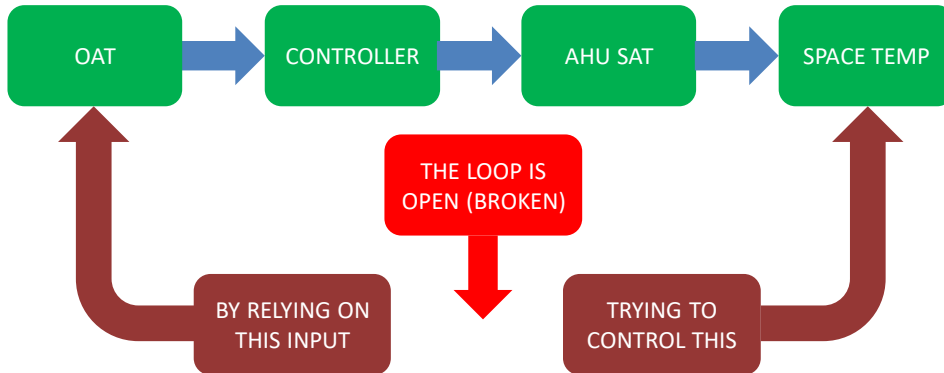 OAT
CONTROLLER
AHU SAT
SPACE TEMP
THE LOOP IS
OPEN (BROKEN)
BY RELYING ON
THIS INPUT
TRYING TO
CONTROL THIS